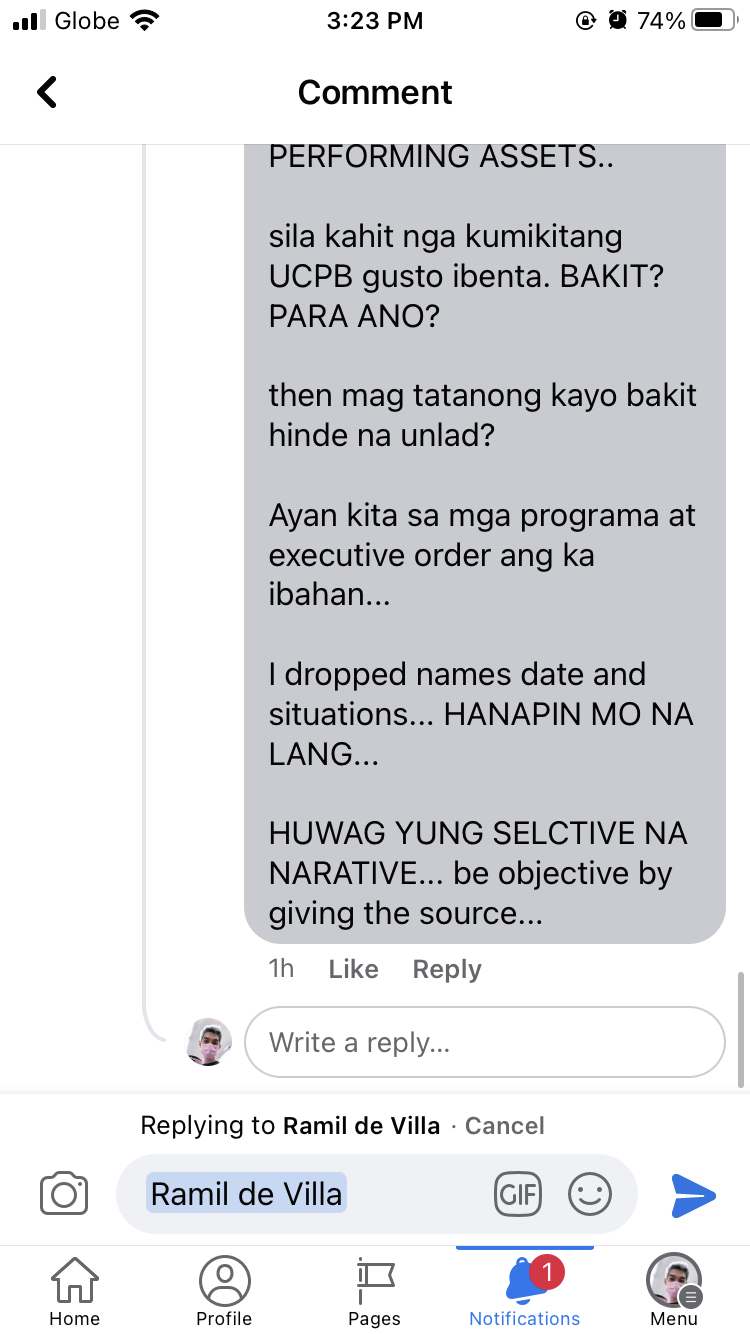 Globe 3:23 PM 74%
Comment
PERFORMING ASSETS..
sila kahit nga kumikitang
UCPB gusto ibenta. BAKIT?
PARA ANO?
then mag tatanong kayo bakit
hinde na unlad?
Ayan kita sa mga programa at
executive order ang ka
ibahan...
I dropped names date and
situations... HANAPIN MO NA
LANG...
HUWAG YUNG SELCTIVE NA
NARATIVE... be objective by
giving the source...
1h Like Reply
Write a reply...
Replying to Ramil de Villa · Cancel
Ramil de Villa GIF
1
Home Profile Pages Notifications Menu